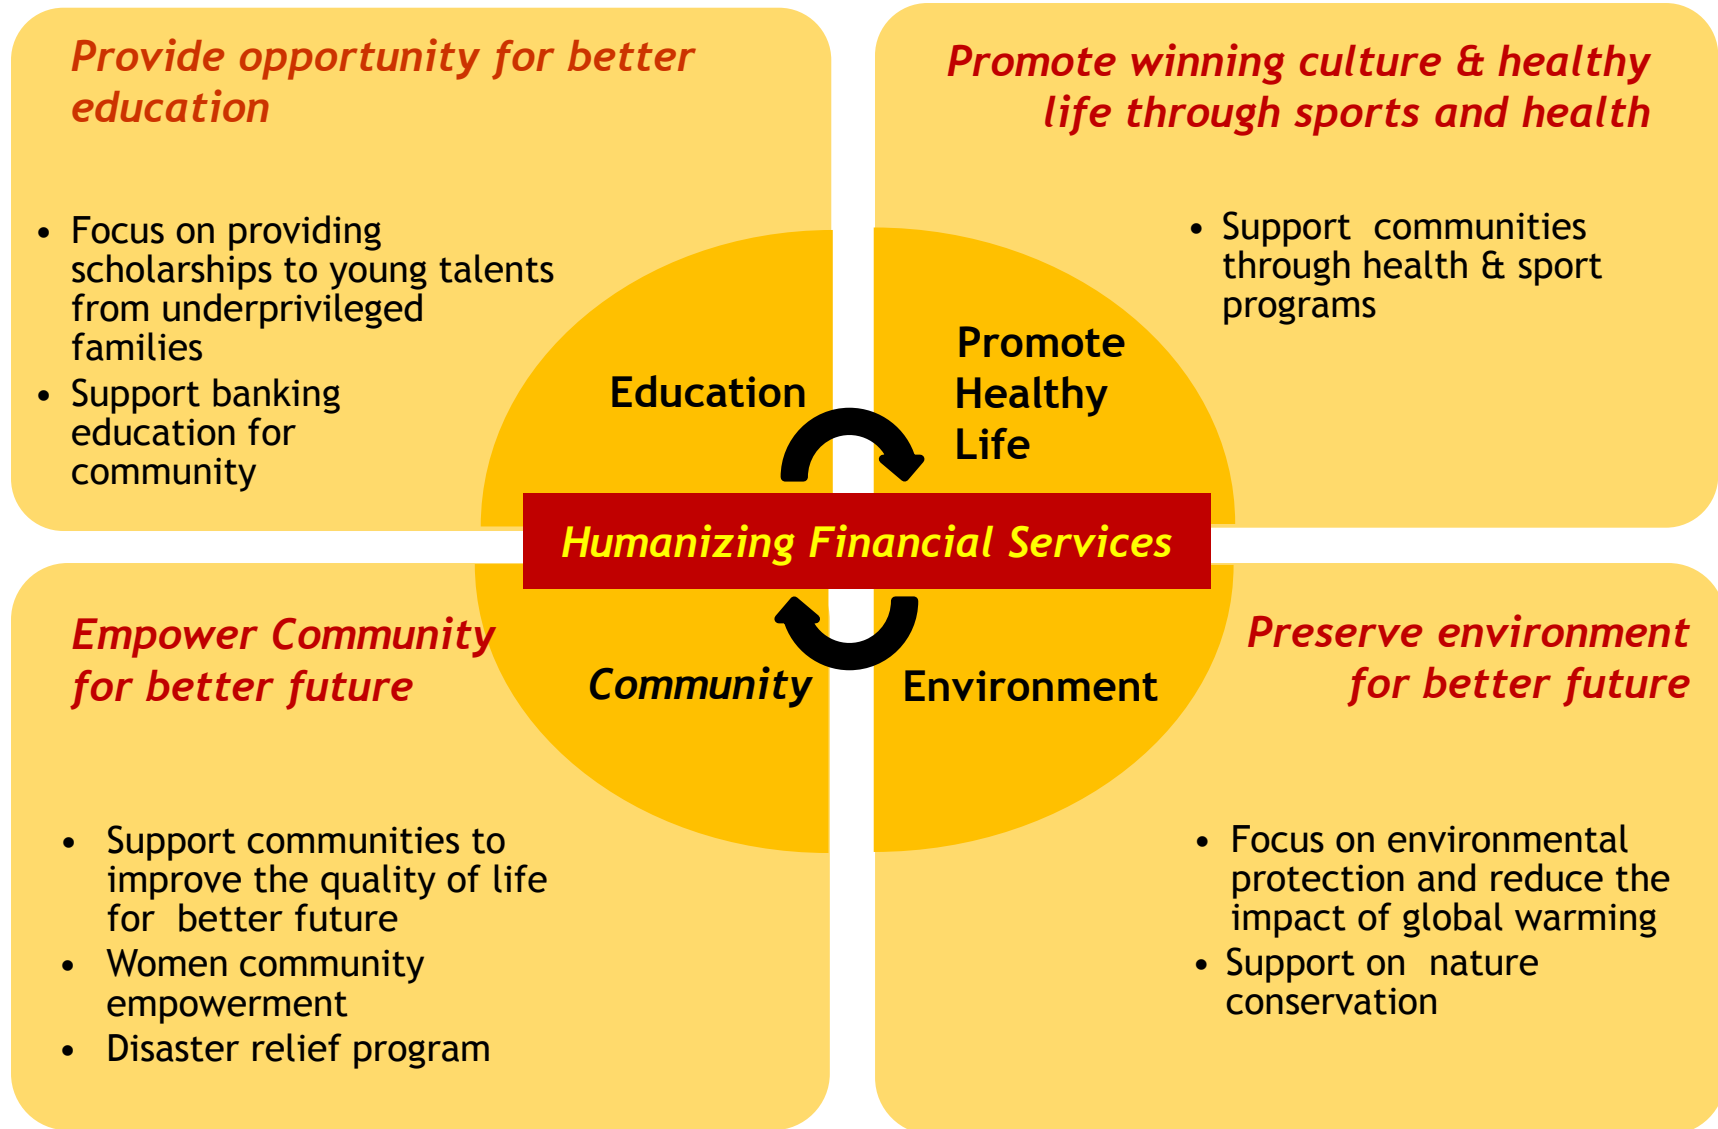 Provide opportunity for better
education
• Focus on providing
scholarships to young talents
from underprivileged
families
• Support banking
education for
community
Education
Promote winning culture & healthy
life through sports and health
• Support  communities
through health & sport
programs
Promote
Healthy
Life
Humanizing Financial Services
Empower Community
for better future
Community
• Support communities to
improve the quality of life
for  better future
• Women community
empowerment
• Disaster relief program
Environment
Preserve environment
for better future
• Focus on environmental
protection and reduce the
impact of global warming
• Support on  nature
conservation